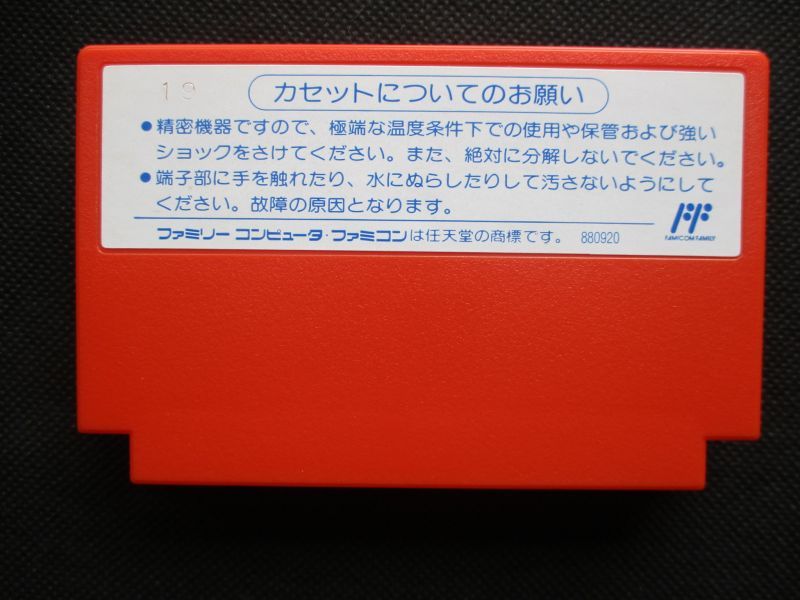 19
カセットについてのお願い
●精密機器ですので、極端な温度条件下での使用や保管および強い
ショックをさけてください。また、絶対に分解しないでください。
●端子部に手を触れたり、水にぬらしたりして汚さないようにして
ください。故障の原因となります。
ファミリーコンピュータ・ファミコンは任天堂の商標です。 880920
FAMICOM FAMILY